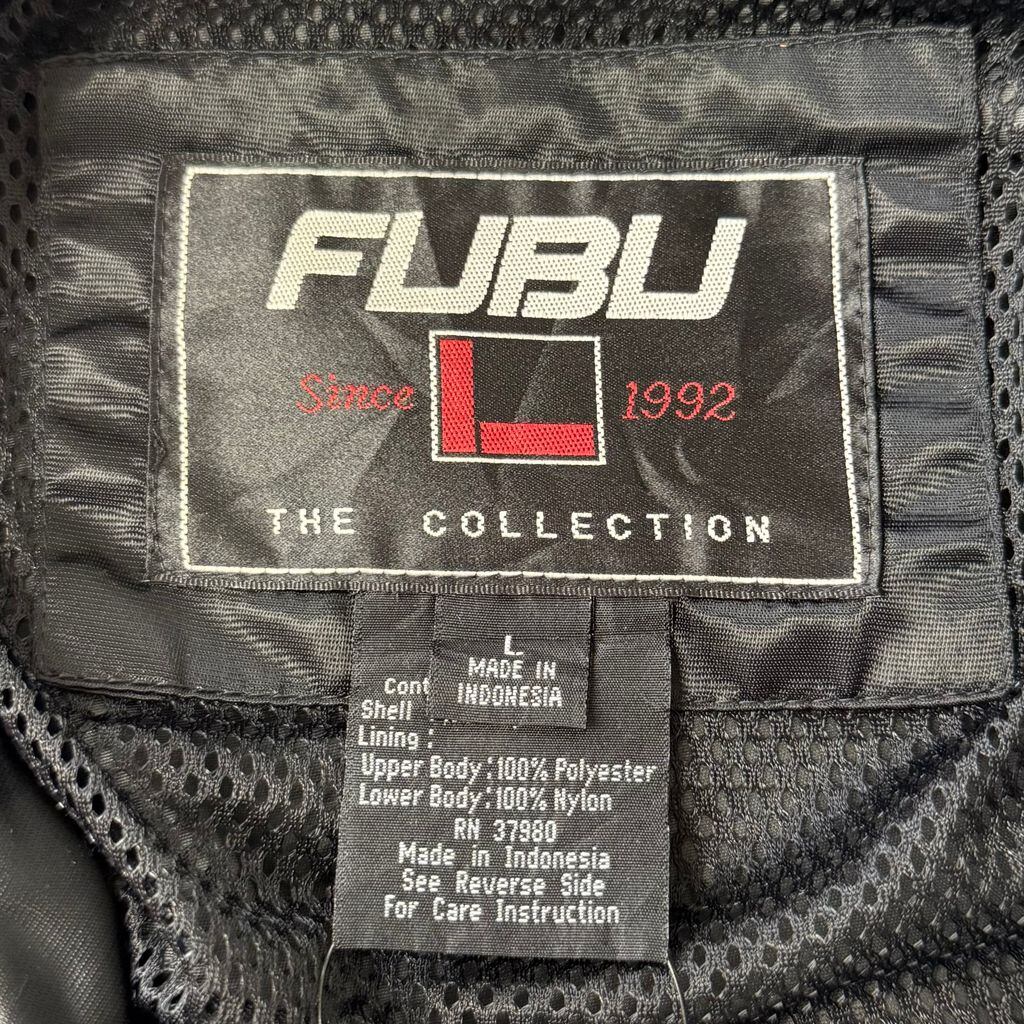 FUBU
Since 1992
THE COLLECTION
L
MADE IN
INDONESIA
Cont
Shell
Lining :
Upper Body : 100% Polyester
Lower Body : 100% Nylon
RN 37980
Made in Indonesia
See Reverse Side
For Care Instruction